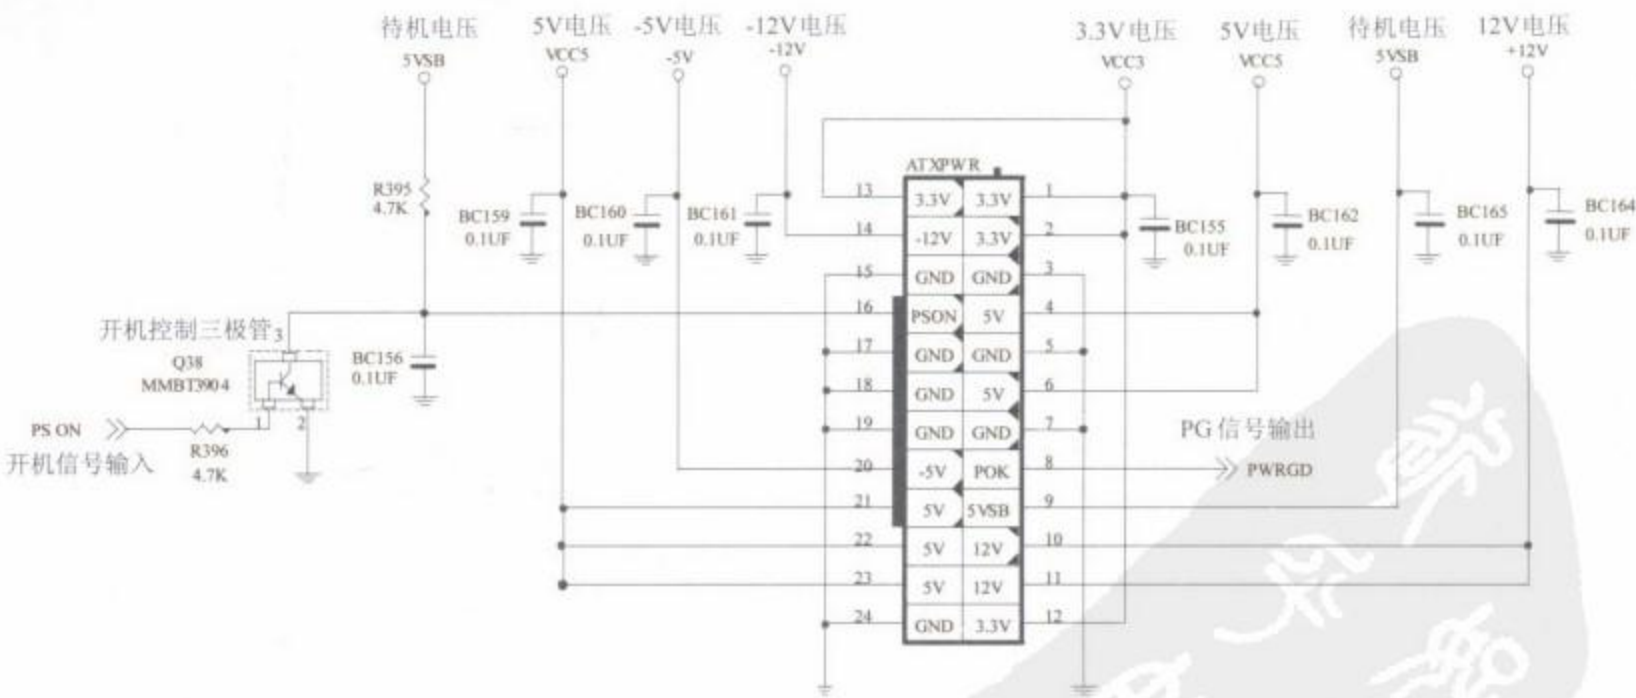 待机电压
5V电压
-5V电压
-12V电压
3.3V电压
5V电压
待机电压
12V电压
5VSB
VCC5
-5V
-12V
VCC3
VCC5
5VSB
+12V
ATXPWR
R395
4.7K
BC159
0.1UF
BC160
0.1UF
BC161
0.1UF
BC155
0.1UF
BC162
0.1UF
BC165
0.1UF
BC164
0.1UF
13 3.3V 3.3V 1
14 -12V 3.3V 2
15 GND GND 3
16 PSON 5V 4
17 GND GND 5
18 GND 5V 6
19 GND GND 7
20 -5V POK 8
21 5V 5VSB 9
22 5V 12V 10
23 5V 12V 11
24 GND 3.3V 12
开机控制三极管
3
Q38
MMBT3904
1
2
BC156
0.1UF
PS ON
开机信号输入
R396
4.7K
PG信号输出
PWRGD